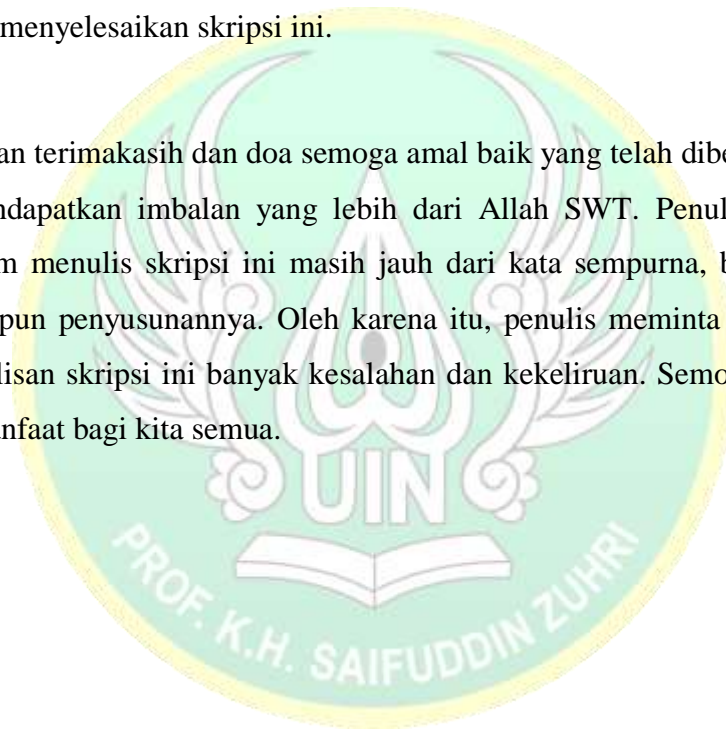 menyelesaikan skripsi ini.
an terimakasih dan doa semoga amal baik yang telah dibe
ndapatkan imbalan yang lebih dari Allah SWT. Penul
m menulis skripsi ini masih jauh dari kata sempurna, b
pun penyusunannya. Oleh karena itu, penulis meminta
lisan skripsi ini banyak kesalahan dan kekeliruan. Semo
nfaat bagi kita semua.
UIN
PROF. K.H. SAIFUDDIN ZUHRI